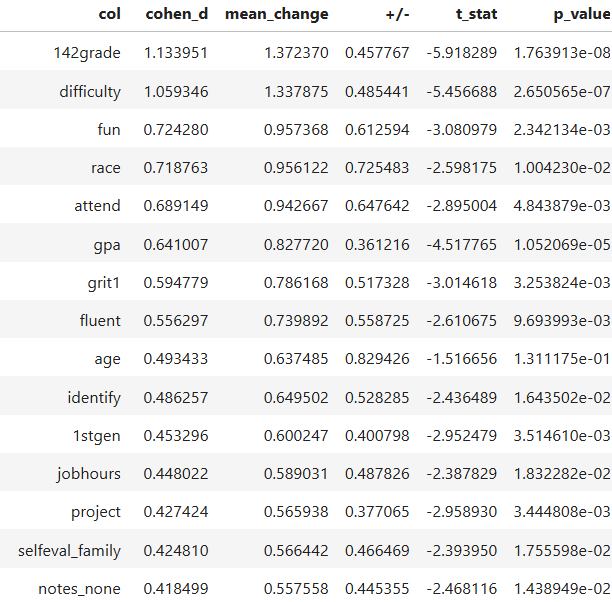 col cohen_d mean_change +/- t_stat p_value
142grade 1.133951 1.372370 0.457767 -5.918289 1.763913e-08
difficulty 1.059346 1.337875 0.485441 -5.456688 2.650565e-07
fun 0.724280 0.957368 0.612594 -3.080979 2.342134e-03
race 0.718763 0.956122 0.725483 -2.598175 1.004230e-02
attend 0.689149 0.942667 0.647642 -2.895004 4.843879e-03
gpa 0.641007 0.827720 0.361216 -4.517765 1.052069e-05
grit1 0.594779 0.786168 0.517328 -3.014618 3.253824e-03
fluent 0.556297 0.739892 0.558725 -2.610675 9.693993e-03
age 0.493433 0.637485 0.829426 -1.516656 1.311175e-01
identify 0.486257 0.649502 0.528285 -2.436489 1.643502e-02
1stgen 0.453296 0.600247 0.400798 -2.952479 3.514610e-03
jobhours 0.448022 0.589031 0.487826 -2.387829 1.832282e-02
project 0.427424 0.565938 0.377065 -2.958930 3.444808e-03
selfeval_family 0.424810 0.566442 0.466469 -2.393950 1.755598e-02
notes_none 0.418499 0.557558 0.445355 -2.468116 1.438949e-02